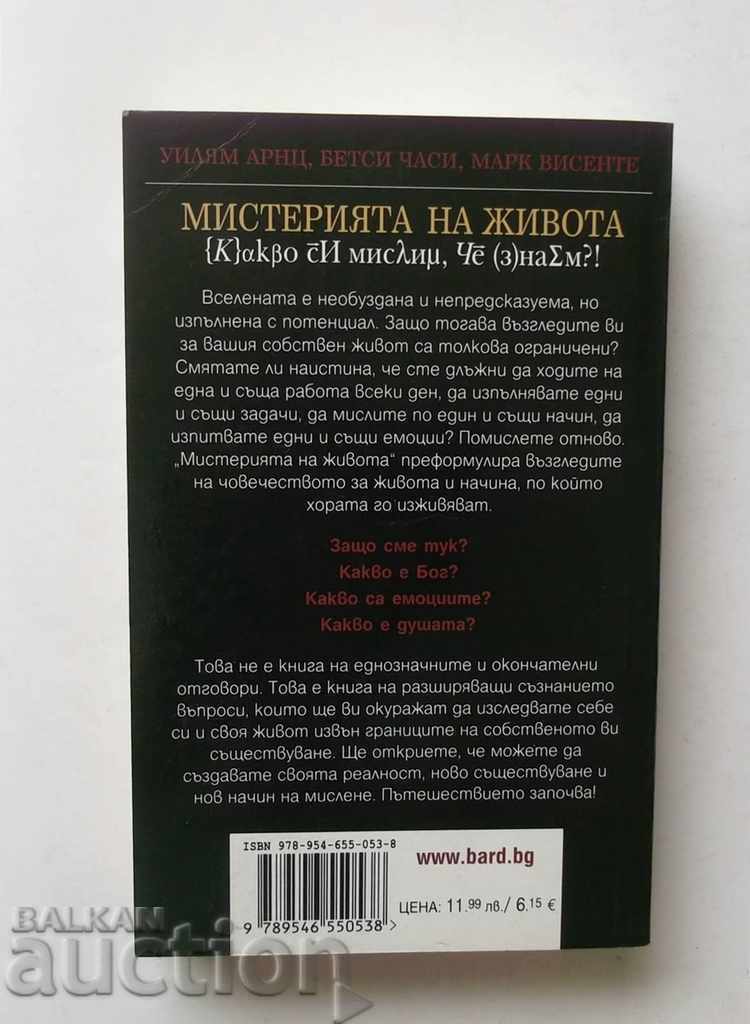 УИЛЯМ АРНЦ, БЕТСИ ЧАСИ, МАРК ВИСЕНТЕ
МИСТЕРИЯТА НА ЖИВОТА
{К}αкво с̄И мисλиμ, Чē (з)наΣм?!
Вселената е необуздана и непредсказуема, но
изпълнена с потенциал. Защо тогава възгледите ви
за вашия собствен живот са толкова ограничени?
Смятате ли наистина, че сте длъжни да ходите на
една и съща работа всеки ден, да изпълнявате едни
и същи задачи, да мислите по един и същи начин, да
изпитвате едни и същи емоции? Помислете отново.
„Мистерията на живота“ преформулира възгледите
на човечеството за живота и начина, по който
хората го изживяват.
Защо сме тук?
Какво е Бог?
Какво са емоциите?
Какво е душата?
Това не е книга на еднозначните и окончателни
отговори. Това е книга на разширяващи съзнанието
въпроси, които ще ви окуражат да изследвате себе
си и своя живот извън границите на собственото ви
съществуване. Ще откриете, че можете да
създавате своята реалност, ново съществуване и
нов начин на мислене. Пътешествието започва!
ISBN 978-954-655-053-8
9 789546 550538
www.bard.bg
ЦЕНА: 11.99 лв./ 6.15 €
BALKAN
auction